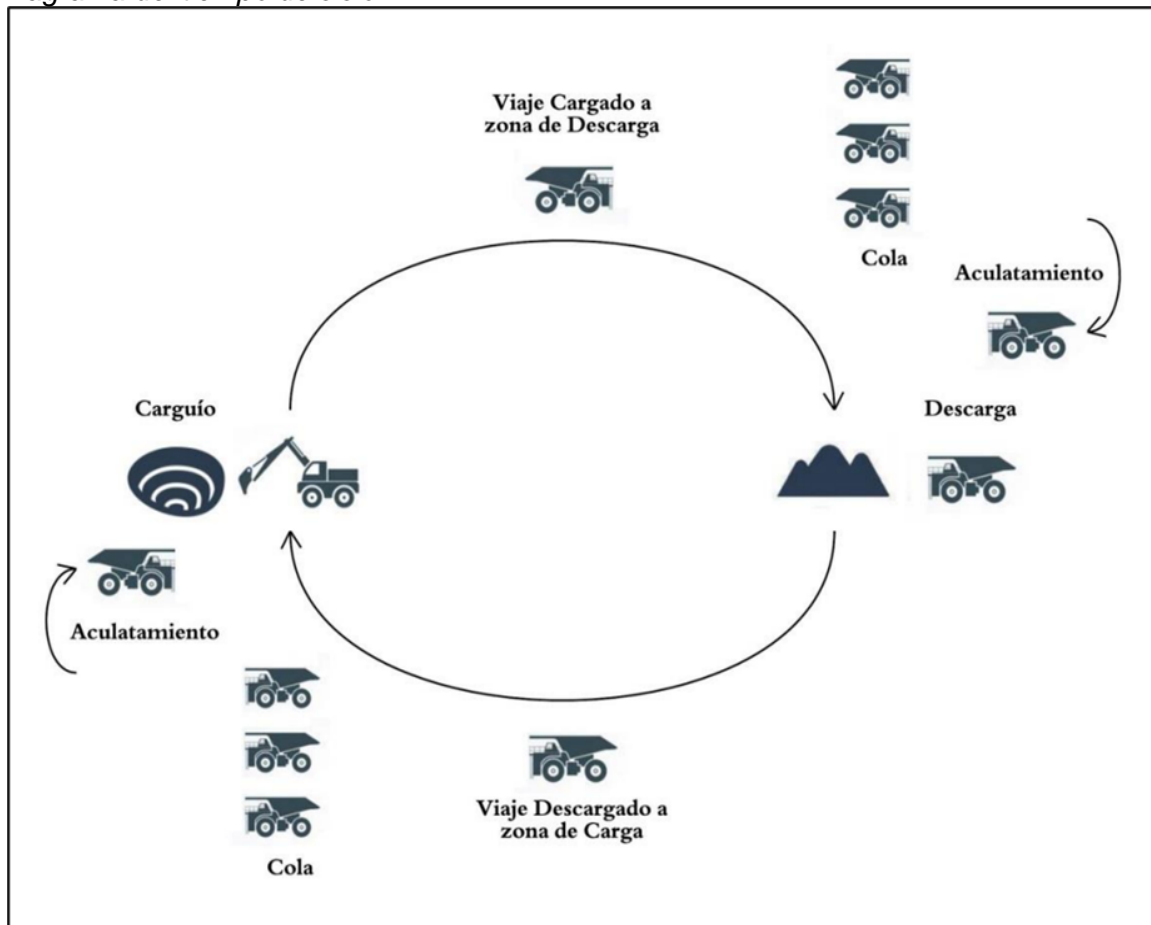 Viaje Cargado a
zona de Descarga
Cola
Aculatamiento
Carguío
Descarga
Aculatamiento
Viaje Descargado a
zona de Carga
Cola